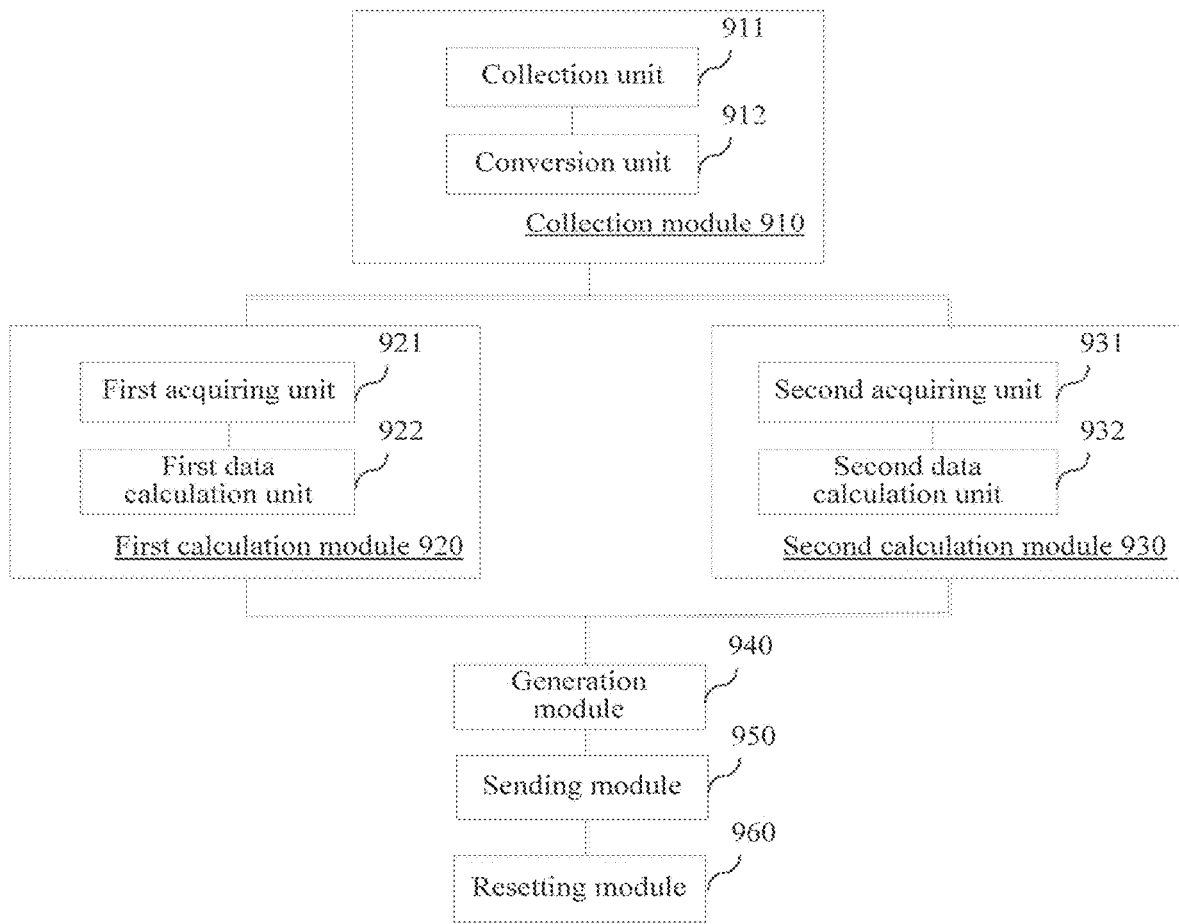 911
Collection unit
912
Conversion unit
Collection module 910
921
First acquiring unit
922
First data
calculation unit
First calculation module 920
931
Second acquiring unit
932
Second data
calculation unit
Second calculation module 930
940
Generation
module
950
Sending module
960
Resetting module